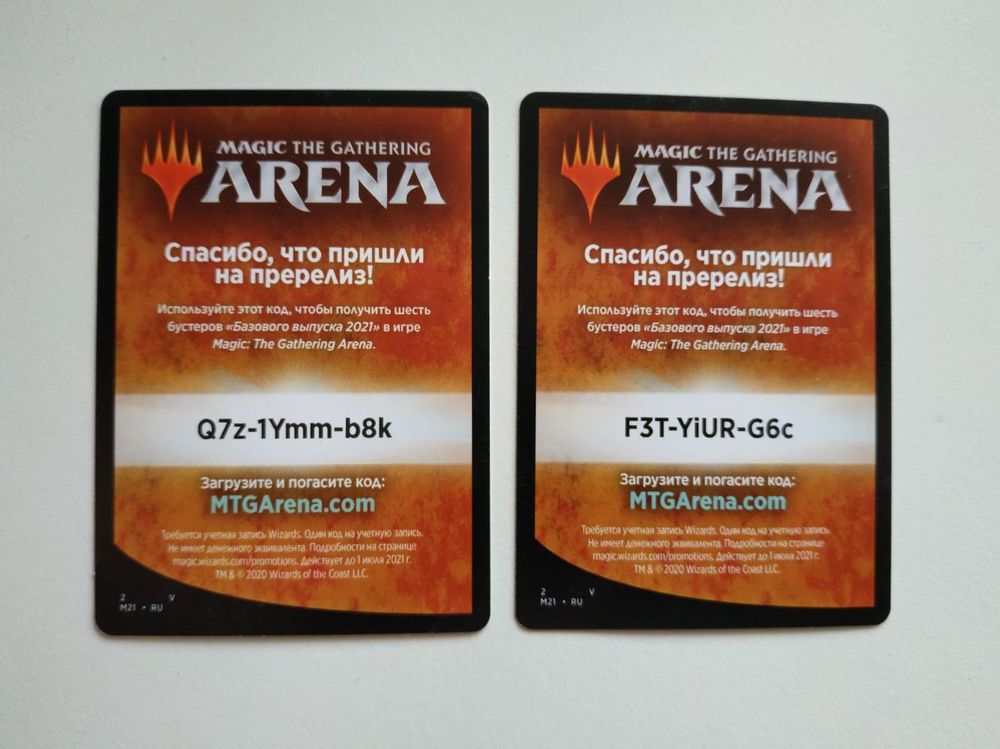 MAGIC THE GATHERING
ARENA
Спасибо, что пришли
на пререлиз!
Используйте этот код, чтобы получить шесть
бустеров «Базового выпуска 2021» в игре
Magic: The Gathering Arena.
Q7z-1Ymm-b8k
Загрузите и погасите код:
MTGArena.com
Требуется учетная запись Wizards. Один код на учетную запись.
Не имеет денежного эквивалента. Подробности на странице
magic.wizards.com/promotions. Действует до 1 июля 2021 г.
TM & © 2020 Wizards of the Coast LLC.
2 V
M21 • RU
MAGIC THE GATHERING
ARENA
Спасибо, что пришли
на пререлиз!
Используйте этот код, чтобы получить шесть
бустеров «Базового выпуска 2021» в игре
Magic: The Gathering Arena.
F3T-YiUR-G6c
Загрузите и погасите код:
MTGArena.com
Требуется учетная запись Wizards. Один код на учетную запись.
Не имеет денежного эквивалента. Подробности на странице
magic.wizards.com/promotions. Действует до 1 июля 2021 г.
TM & © 2020 Wizards of the Coast LLC.
2 V
M21 • RU